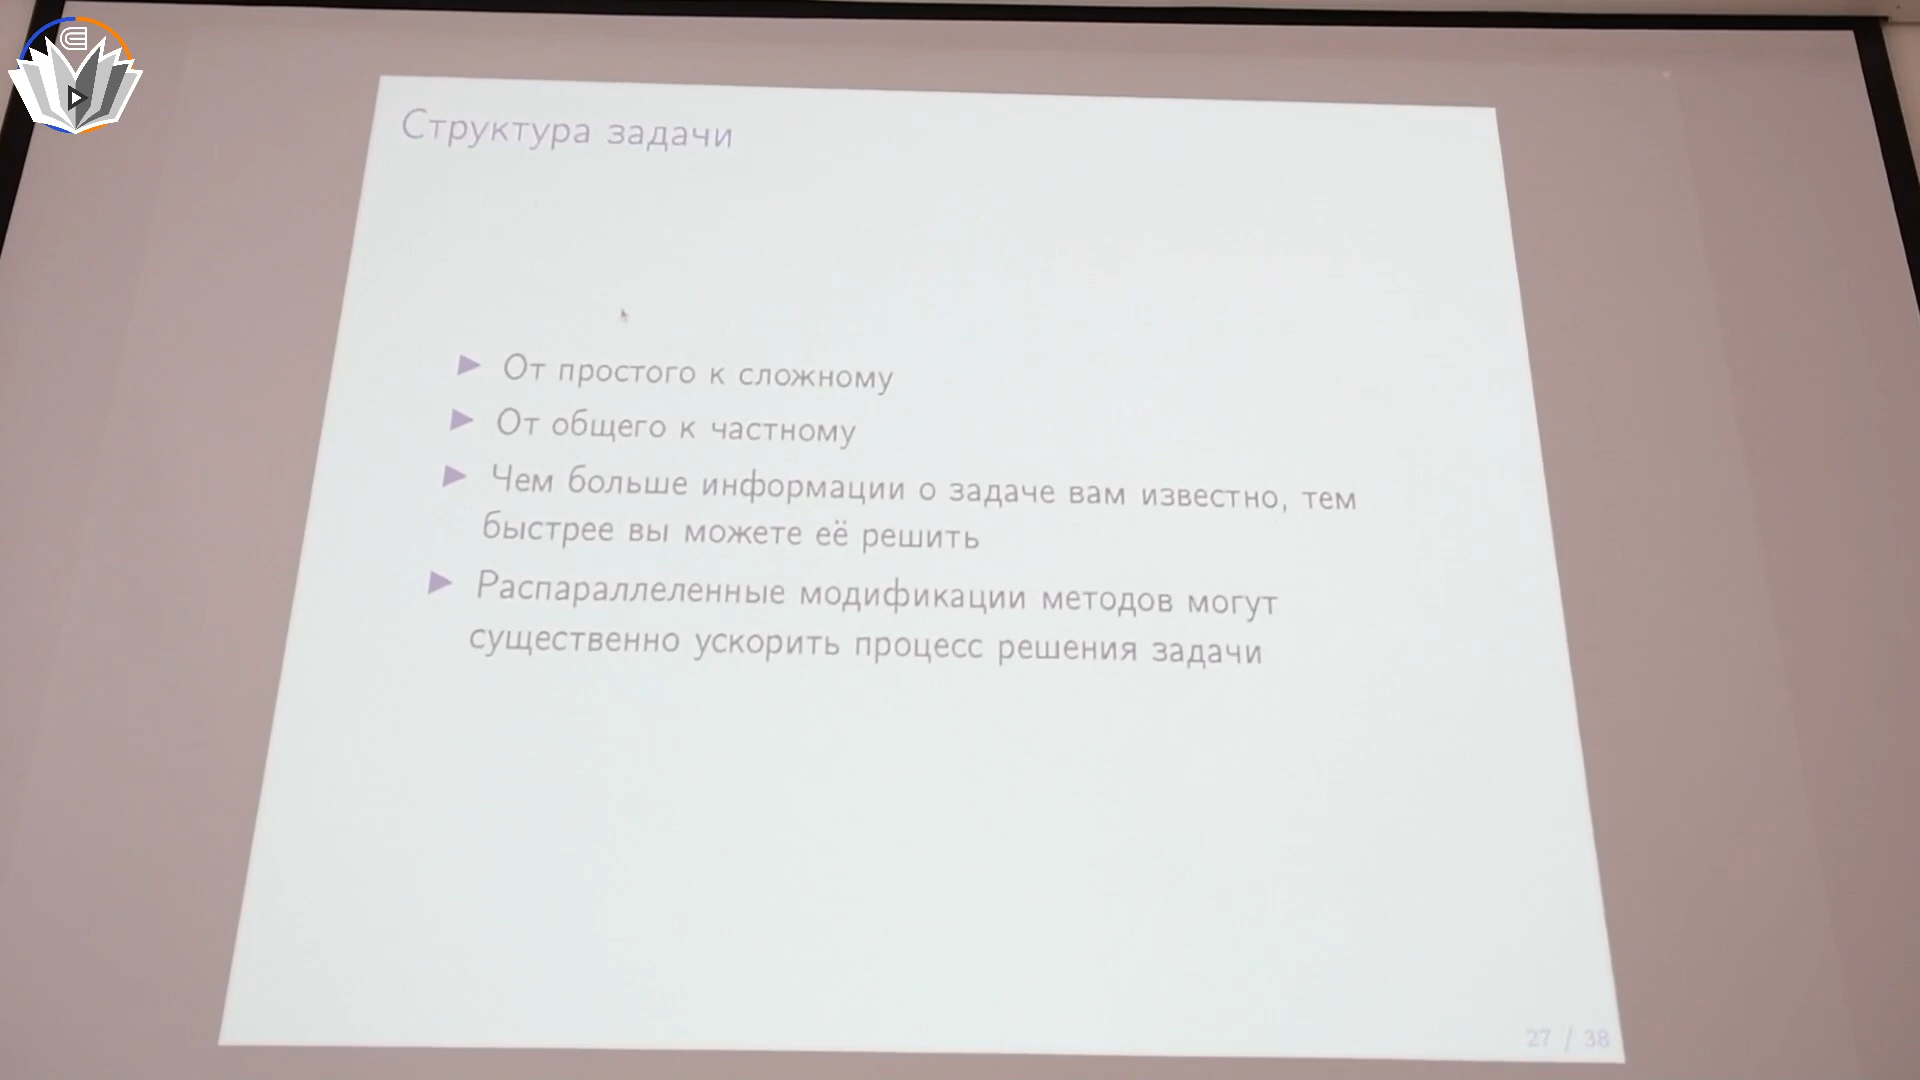 Структура задачи
От простого к сложному
От общего к частному
Чем больше информации о задаче вам известно, тем
быстрее вы можете её решить
Распараллеленные модификации методов могут
существенно ускорить процесс решения задачи
27 / 38